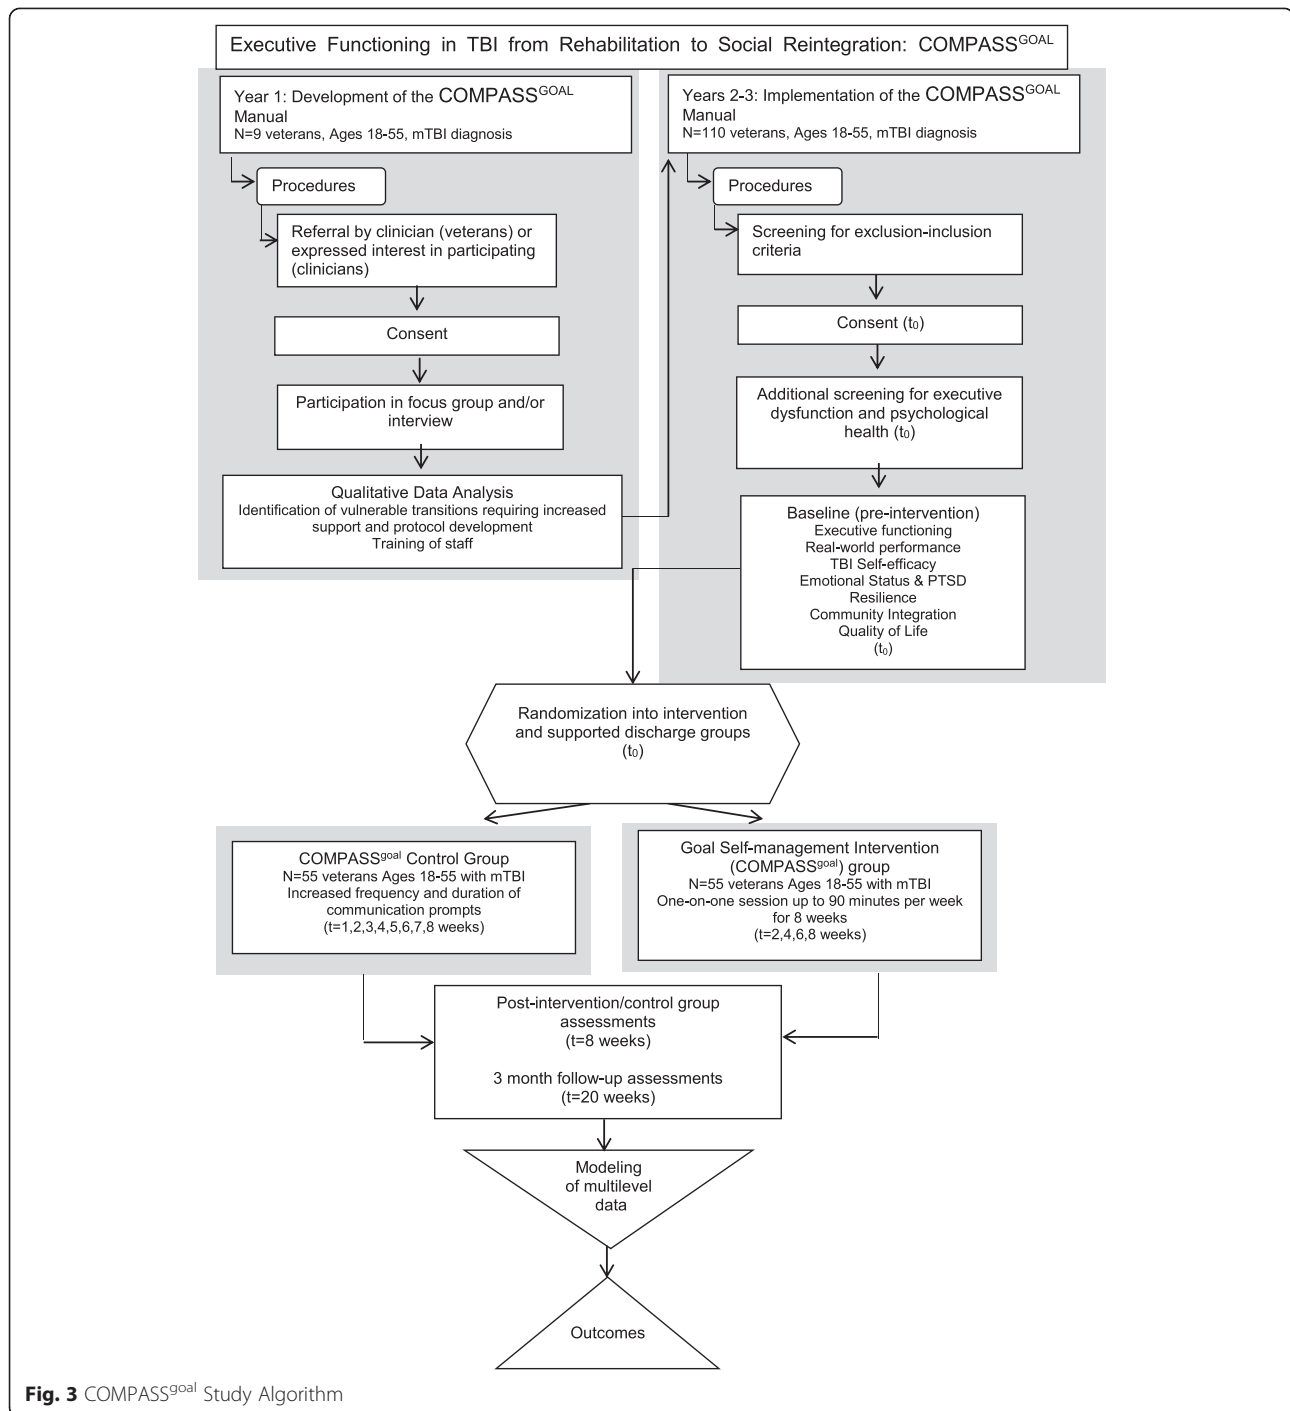 Executive Functioning in TBI from Rehabilitation to Social Reintegration: COMPASSGOAL
Year 1: Development of the COMPASSGOAL
Manual
N=9 veterans, Ages 18-55, mTBI diagnosis
Procedures
Referral by clinician (veterans) or
expressed interest in participating
(clinicians)
Consent
Participation in focus group and/or
interview
Qualitative Data Analysis
Identification of vulnerable transitions requiring increased
support and protocol development
Training of staff
Years 2-3: Implementation of the COMPASSGOAL
Manual
N=110 veterans, Ages 18-55, mTBI diagnosis
Procedures
Screening for exclusion-inclusion
criteria
Consent (t0)
Additional screening for executive
dysfunction and psychological
health (t0)
Baseline (pre-intervention)
Executive functioning
Real-world performance
TBI Self-efficacy
Emotional Status & PTSD
Resilience
Community Integration
Quality of Life
(t0)
Randomization into intervention
and supported discharge groups
(t0)
COMPASSgoal Control Group
N=55 veterans Ages 18-55 with mTBI
Increased frequency and duration of
communication prompts
(t=1,2,3,4,5,6,7,8 weeks)
Goal Self-management Intervention
(COMPASSgoal) group
N=55 veterans Ages 18-55 with mTBI
One-on-one session up to 90 minutes per week
for 8 weeks
(t=2,4,6,8 weeks)
Post-intervention/control group
assessments
(t=8 weeks)
3 month follow-up assessments
(t=20 weeks)
Modeling
of multilevel
data
Outcomes
Fig. 3 COMPASSgoal Study Algorithm